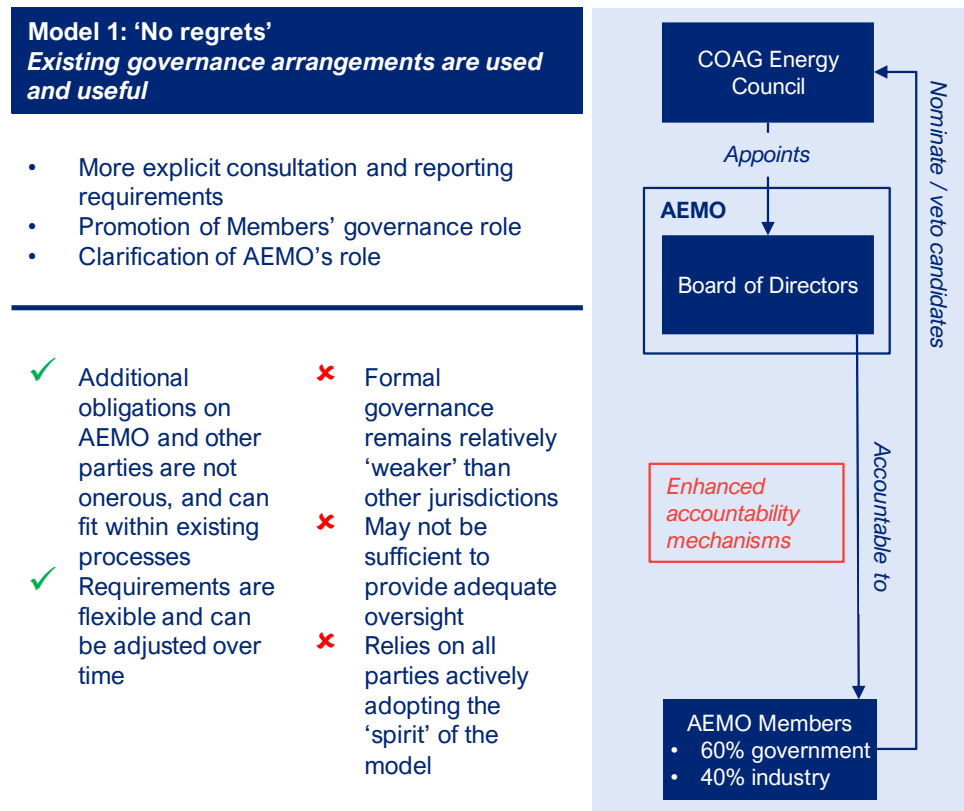 Model 1: ‘No regrets’
Existing governance arrangements are used
and useful
• More explicit consultation and reporting
requirements
• Promotion of Members’ governance role
• Clarification of AEMO’s role
✓ Additional
obligations on
AEMO and other
parties are not
onerous, and can
fit within existing
processes
✓ Requirements are
flexible and can
be adjusted over
time
✘ Formal
governance
remains relatively
‘weaker’ than
other jurisdictions
✘ May not be
sufficient to
provide adequate
oversight
✘ Relies on all
parties actively
adopting the
‘spirit’ of the
model
COAG Energy
Council
Appoints
AEMO
Board of Directors
Nominate / veto candidates
Enhanced
accountability
mechanisms
Accountable to
AEMO Members
• 60% government
• 40% industry